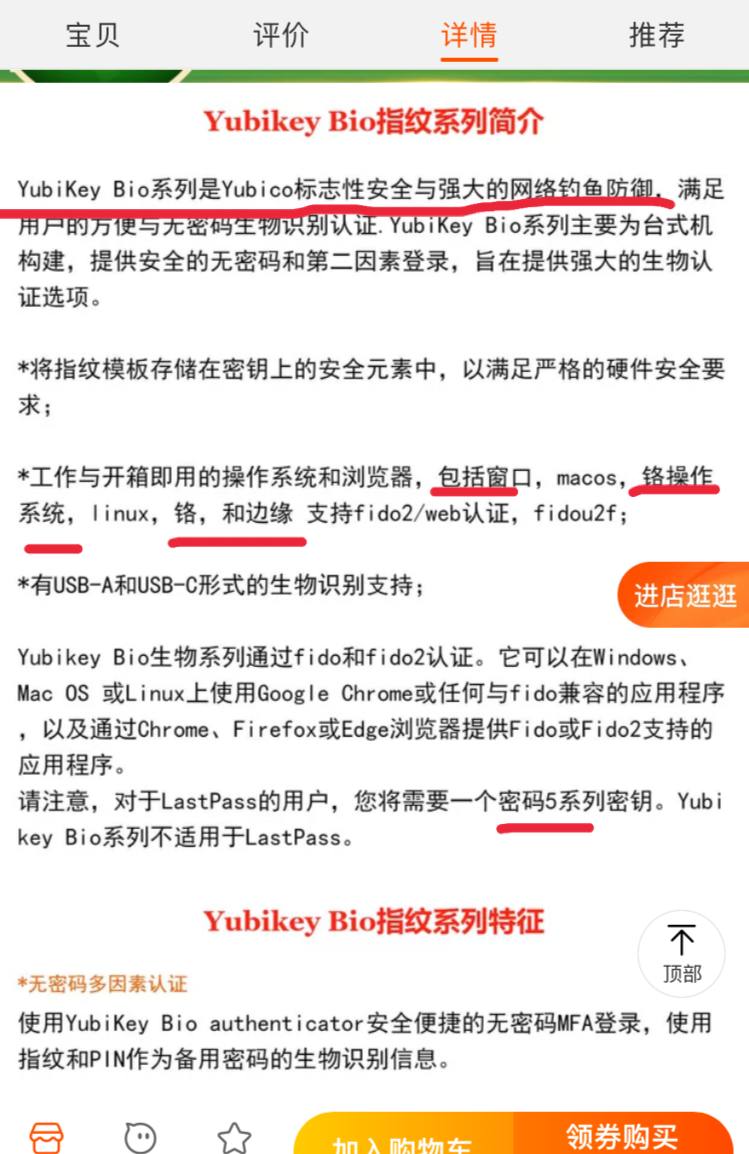 宝贝 评价 详情 推荐
Yubikey Bio指纹系列简介
YubiKey Bio系列是Yubico标志性安全与强大的网络钓鱼防御，满足
用户的方便与无密码生物识别认证.YubiKey Bio系列主要为台式机
构建，提供安全的无密码和第二因素登录，旨在提供强大的生物认
证选项。
*将指纹模板存储在密钥上的安全元素中，以满足严格的硬件安全要
求；
*工作与开箱即用的操作系统和浏览器，包括窗口，macos，铬操作
系统，linux，铬，和边缘 支持fido2/web认证，fidou2f；
*有USB-A和USB-C形式的生物识别支持；
进店逛逛
Yubikey Bio生物系列通过fido和fido2认证。它可以在Windows、
Mac OS 或Linux上使用Google Chrome或任何与fido兼容的应用程序
，以及通过Chrome、Firefox或Edge浏览器提供Fido或Fido2支持的
应用程序。
请注意，对于LastPass的用户，您将需要一个密码5系列密钥。Yubi
key Bio系列不适用于LastPass。
Yubikey Bio指纹系列特征
顶部
*无密码多因素认证
使用YubiKey Bio authenticator安全便捷的无密码MFA登录，使用
指纹和PIN作为备用密码的生物识别信息。
加入购物车 领券购买